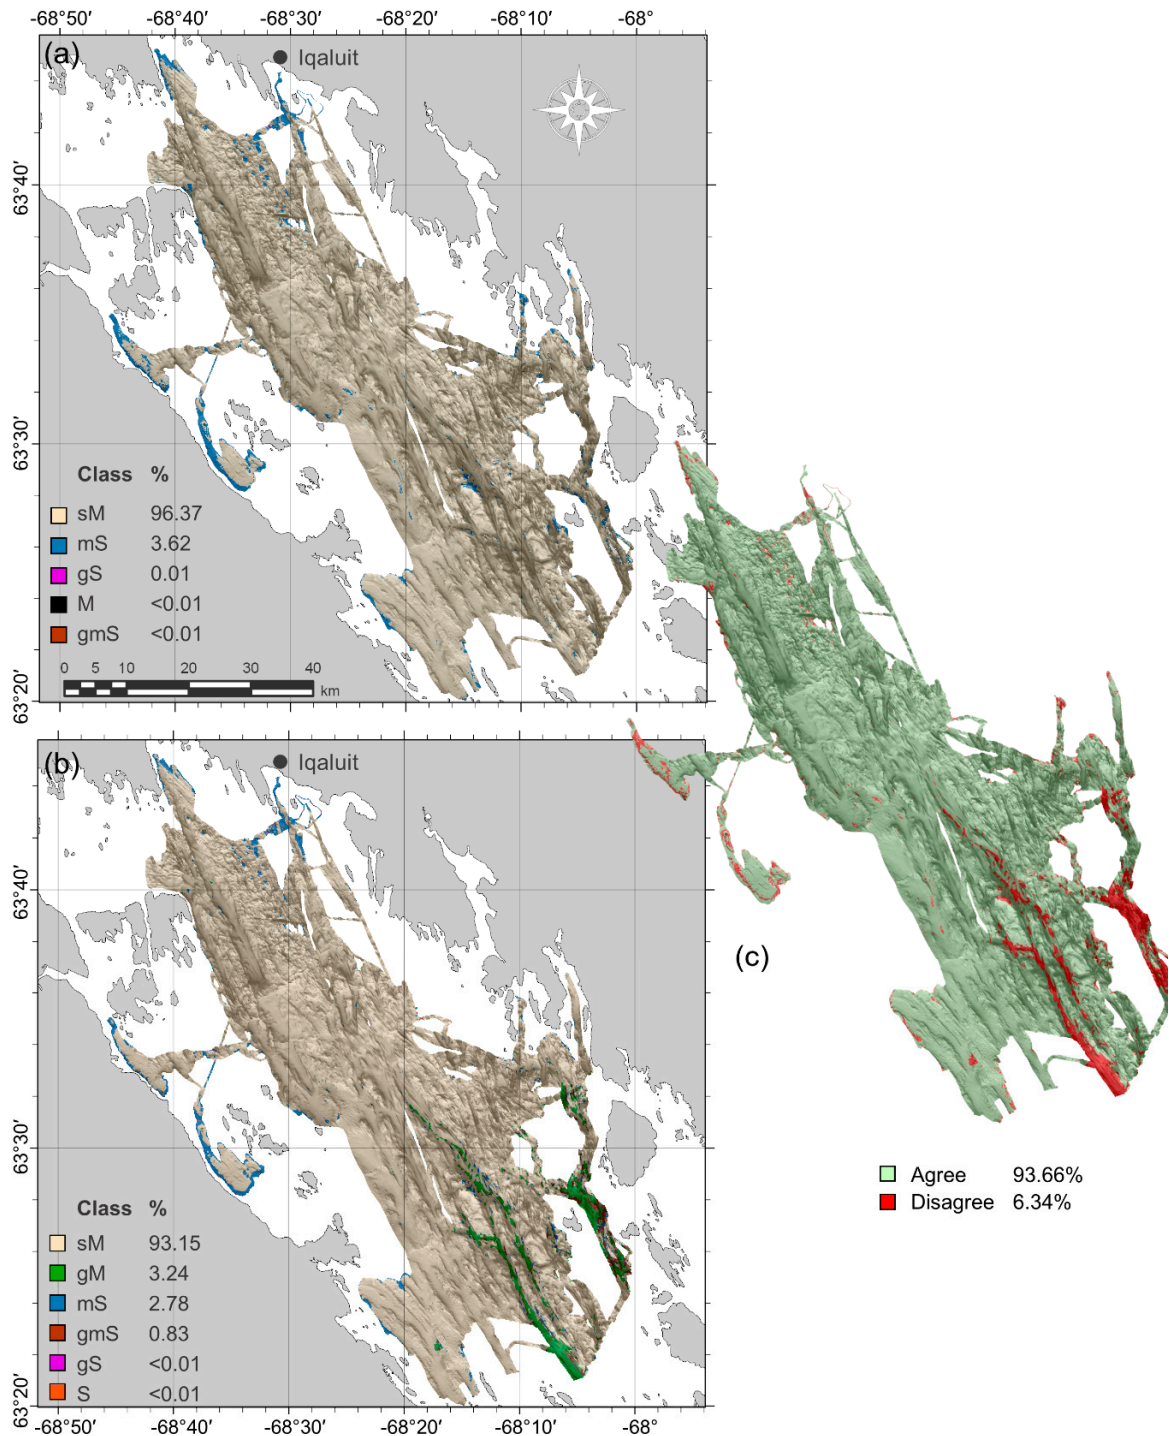 -68°50' -68°40' -68°30' -68°20' -68°10' -68°
(a)
Iqaluit
63°40'
63°30'
63°20'
Class %
sM 96.37
mS 3.62
gS 0.01
M <0.01
gmS <0.01
0 5 10 20 30 40
km
(b)
Iqaluit
63°40'
63°30'
63°20'
Class %
sM 93.15
gM 3.24
mS 2.78
gmS 0.83
gS <0.01
S <0.01
-68°50' -68°40' -68°30' -68°20' -68°10' -68°
(c)
Agree 93.66%
Disagree 6.34%